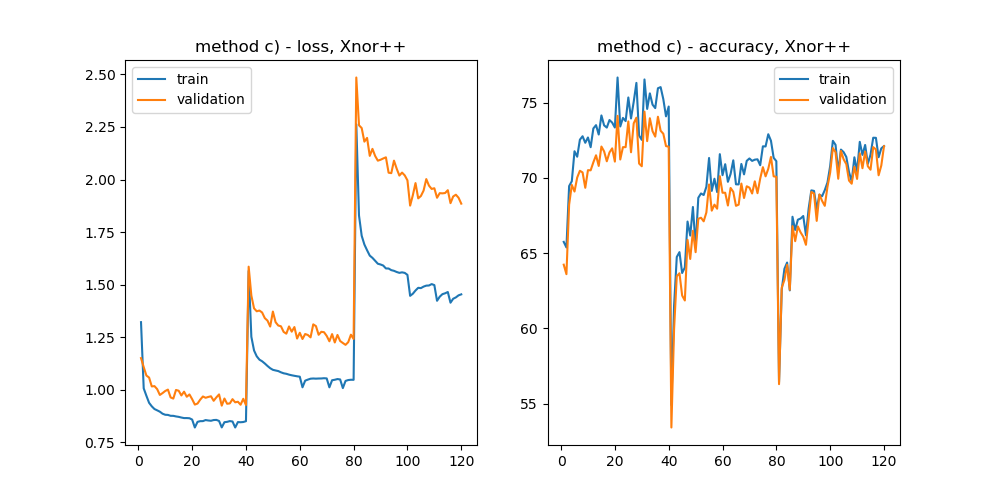 method c) - loss, Xnor++
train
validation
2.50
2.25
2.00
1.75
1.50
1.25
1.00
0.75
0 20 40 60 80 100 120
method c) - accuracy, Xnor++
train
validation
75
70
65
60
55
0 20 40 60 80 100 120